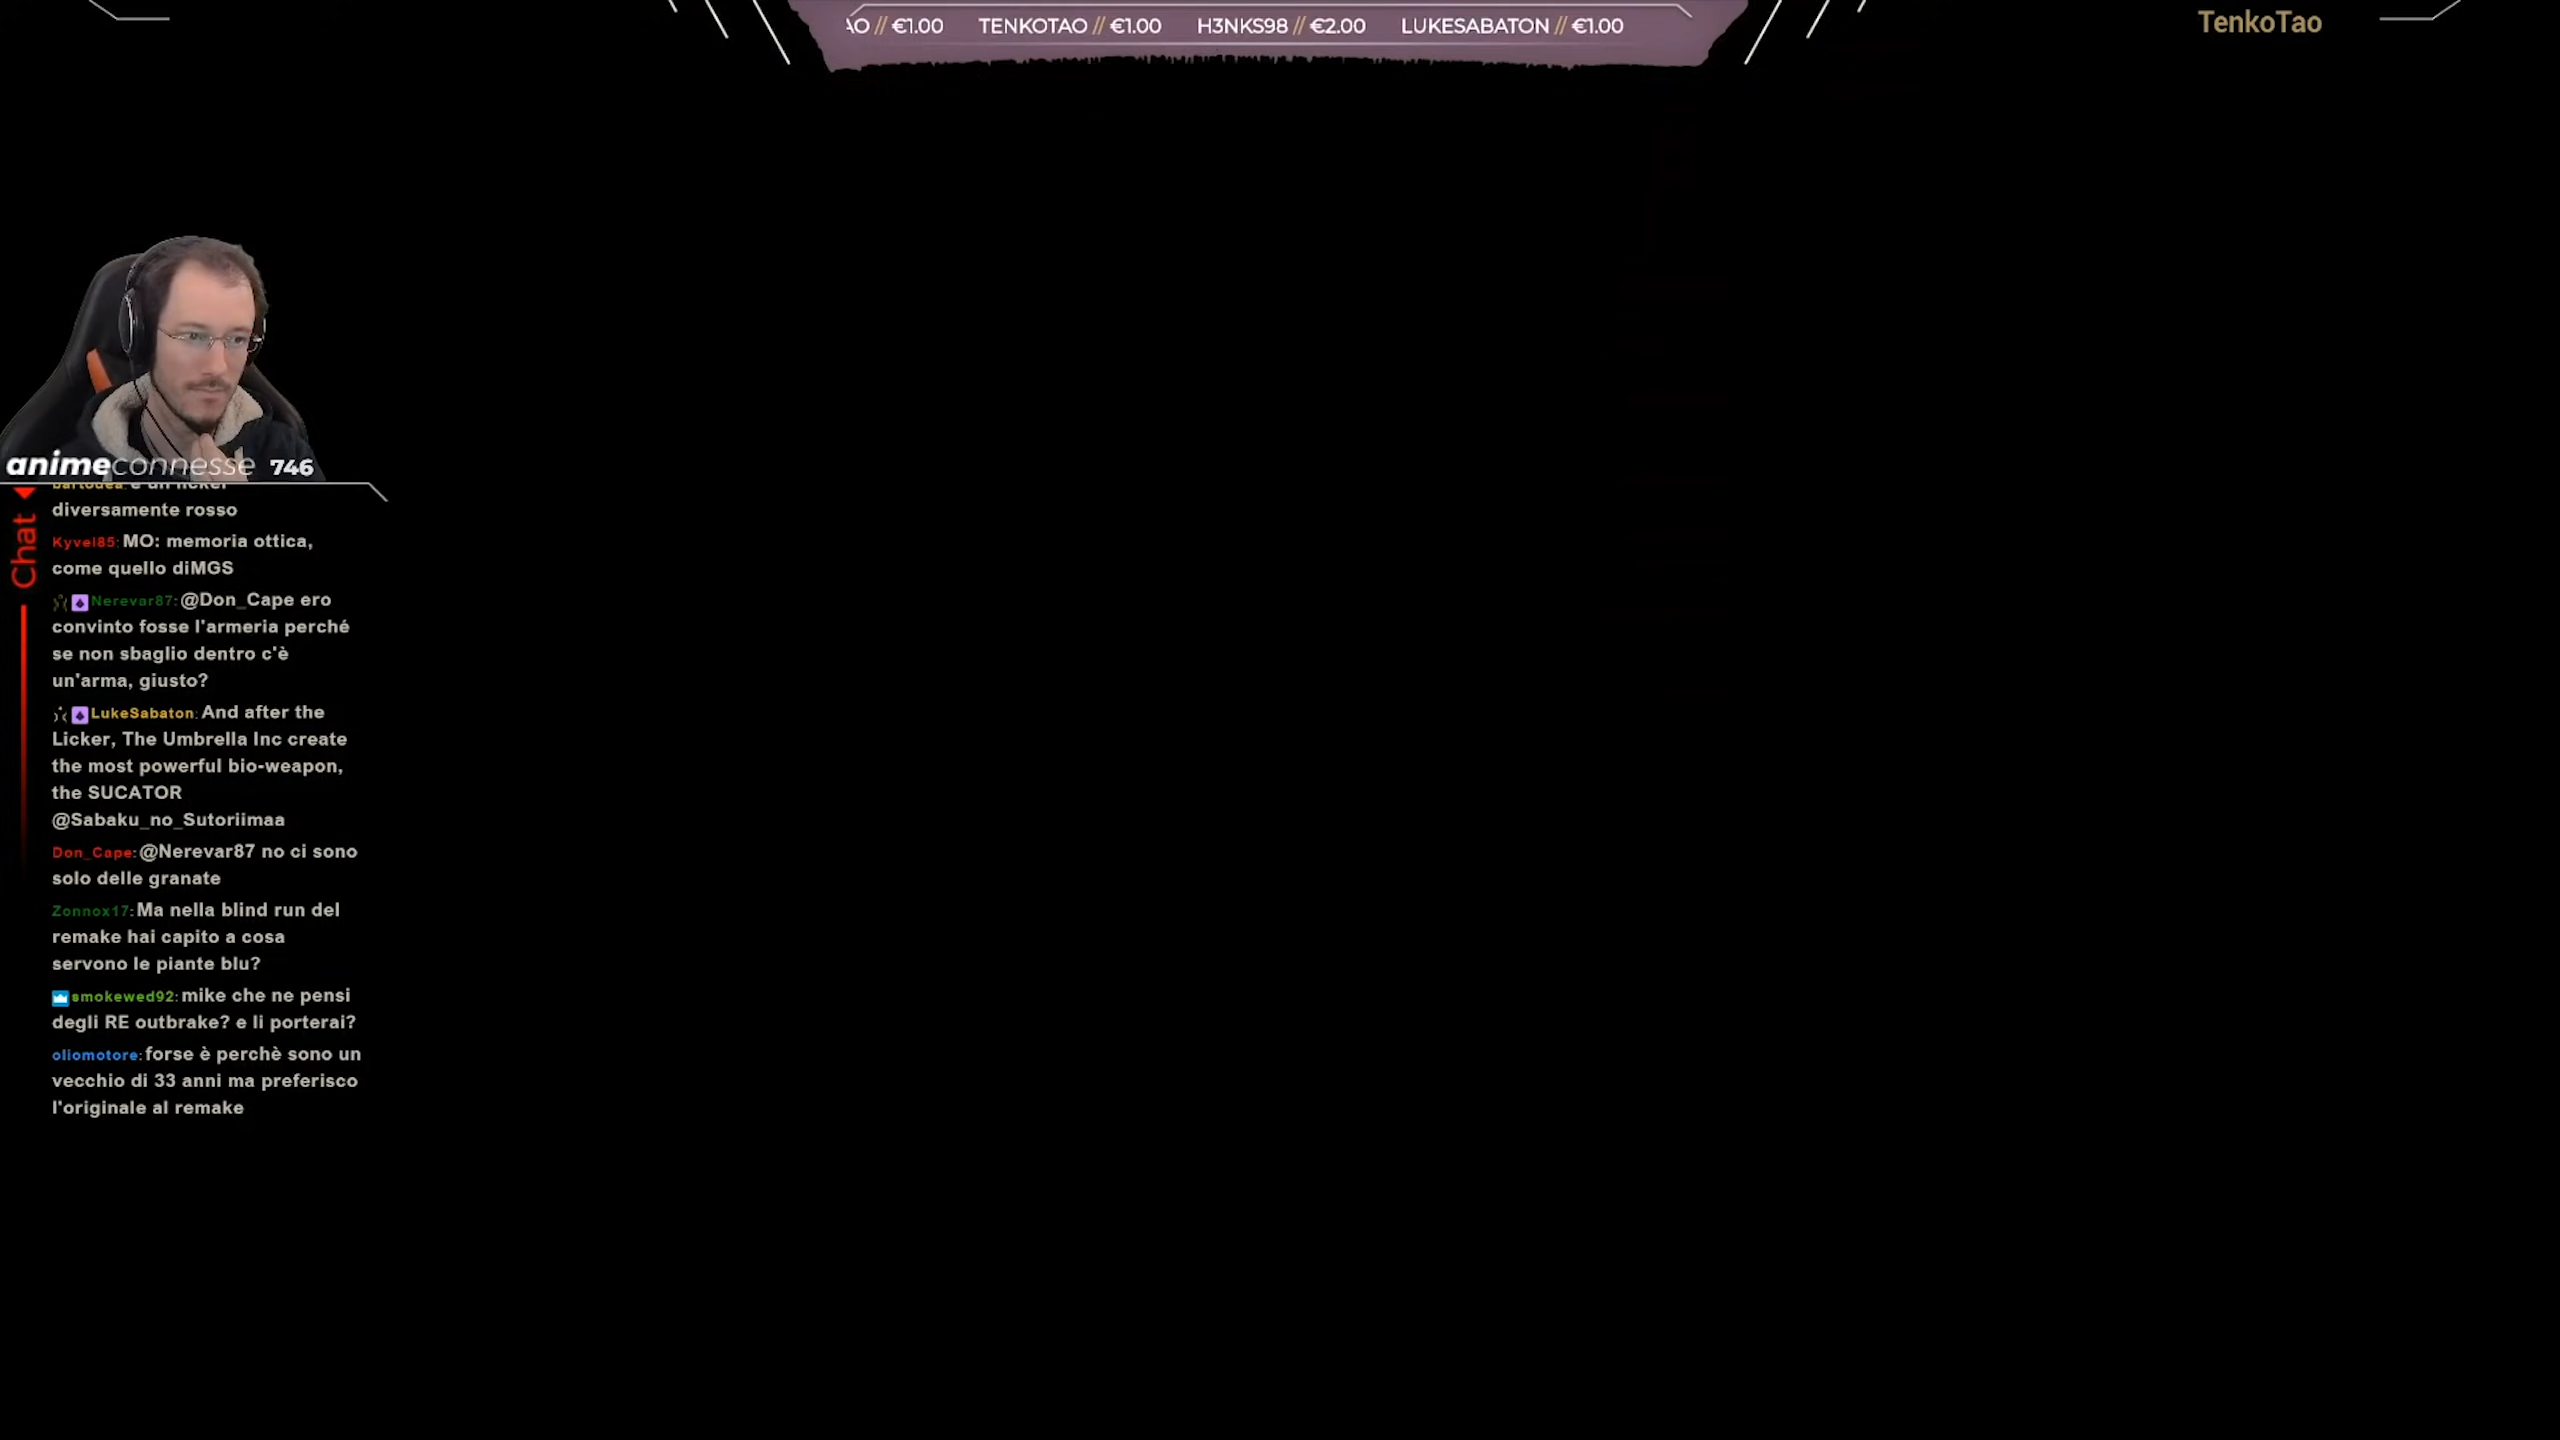 AO // €1.00 TENKOTAO // €1.00 H3NKS98 // €2.00 LUKESABATON // €1.00
TenkoTao
animeconnesse 746
Chat
diversamente rosso
Kyvel85: MO: memoria ottica,
come quello diMGS
Nerevar87: @Don_Cape ero
convinto fosse l'armeria perché
se non sbaglio dentro c'è
un'arma, giusto?
LukeSabaton: And after the
Licker, The Umbrella Inc create
the most powerful bio-weapon,
the SUCATOR
@Sabaku_no_Sutoriimaa
Don_Cape: @Nerevar87 no ci sono
solo delle granate
Zonnox17: Ma nella blind run del
remake hai capito a cosa
servono le piante blu?
smokewed92: mike che ne pensi
degli RE outbrake? e li porterai?
oliomotore: forse è perchè sono un
vecchio di 33 anni ma preferisco
l'originale al remake